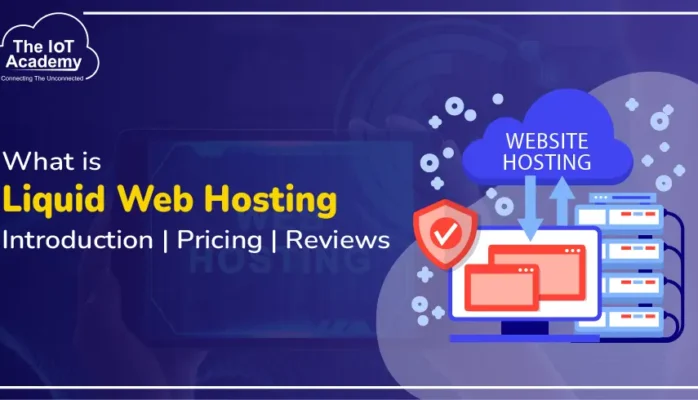 The IoT
Academy
Connecting The Unconnected
What is
Liquid Web Hosting
Introduction | Pricing | Reviews
WEBSITE
HOSTING
HOSTING